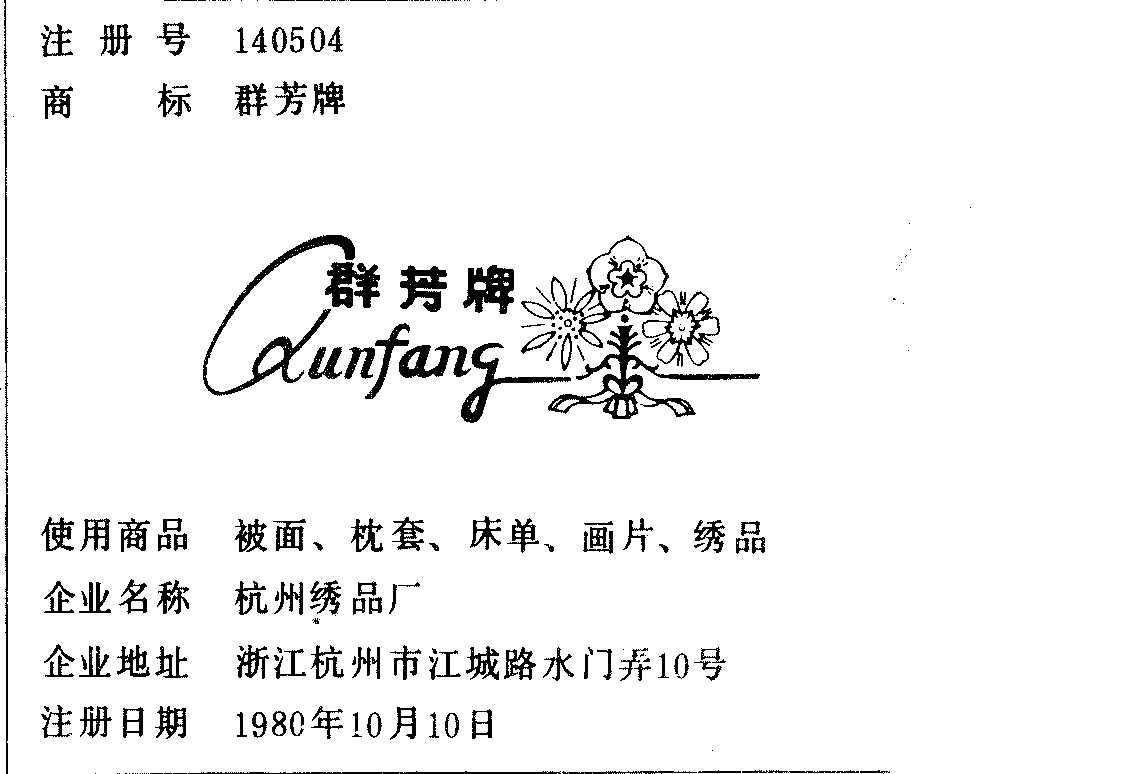 注册号 140504
商标 群芳牌
群芳牌
Qunfang
使用商品 被面、枕套、床单、画片、绣品
企业名称 杭州绣品厂
企业地址 浙江杭州市江城路水门弄10号
注册日期 1980年10月10日